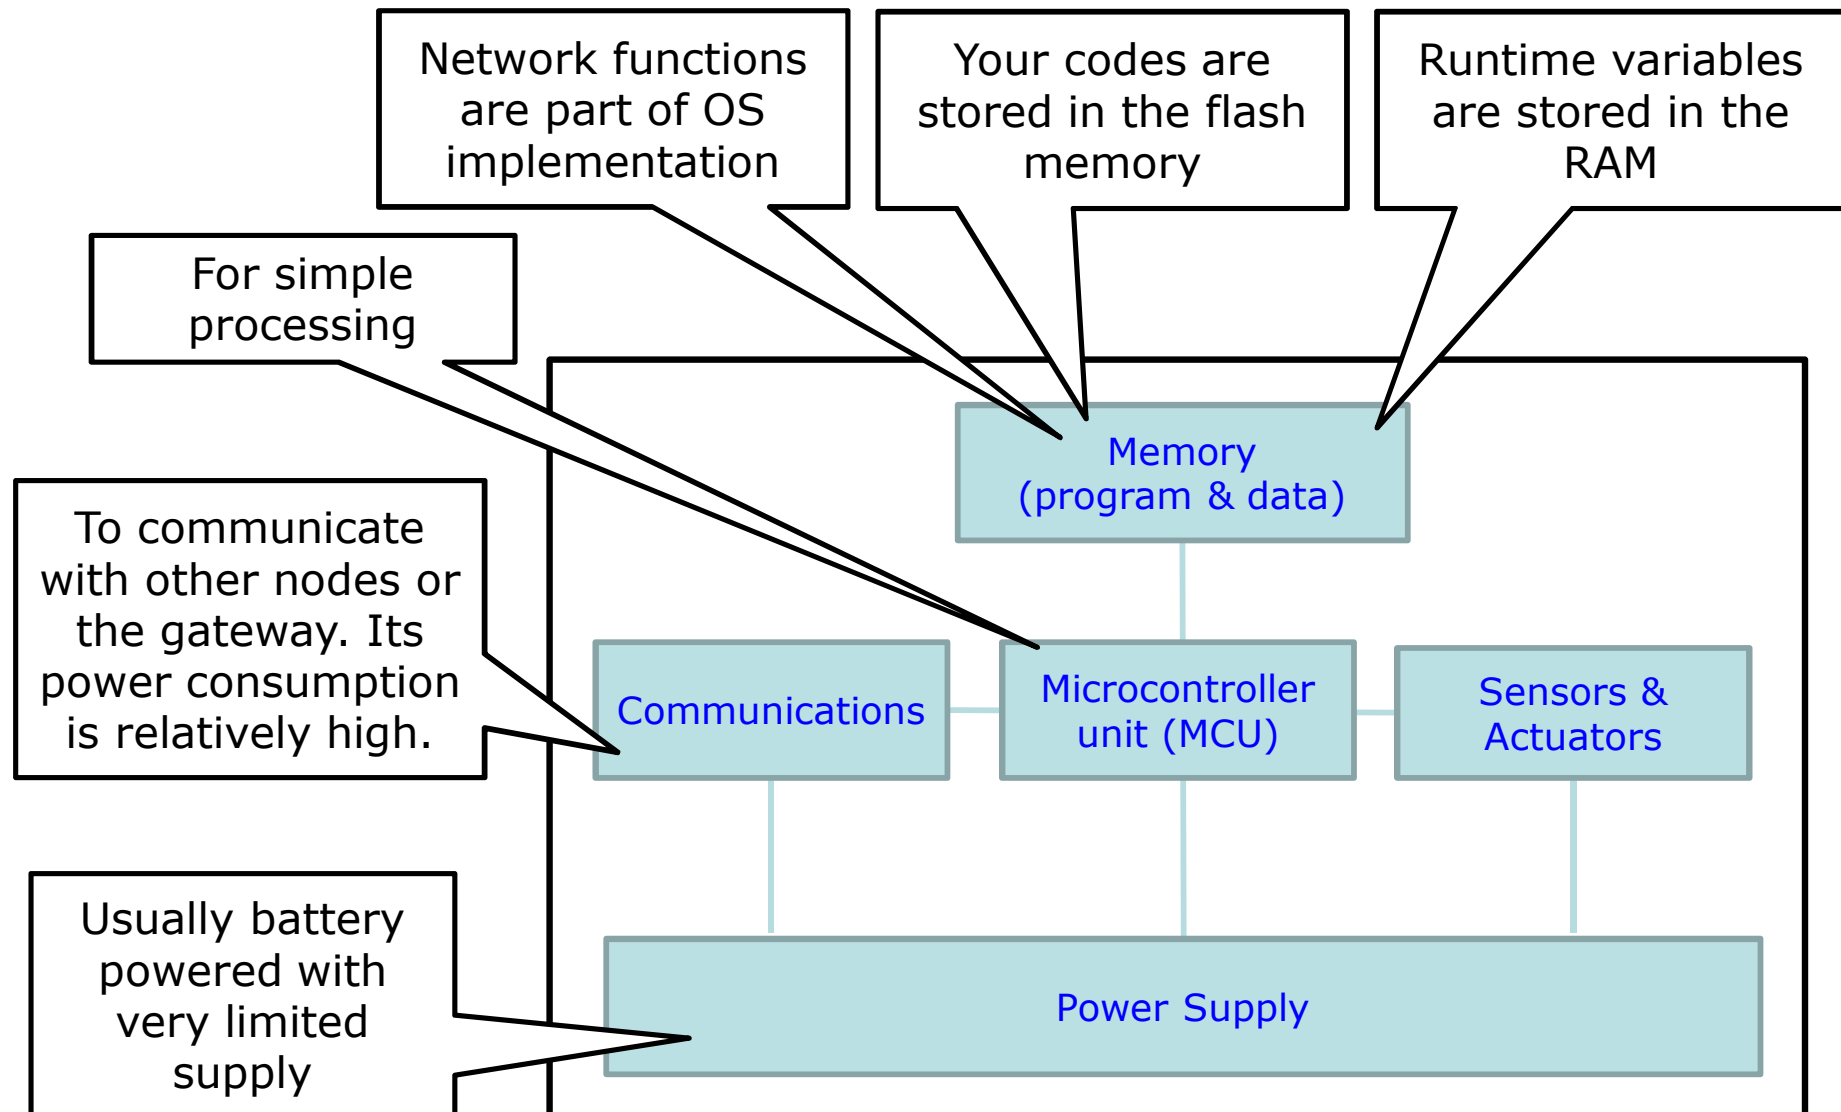 Network functions
are part of OS
implementation
Your codes are
stored in the flash
memory
Runtime variables
are stored in the
RAM
For simple
processing
Memory
(program & data)
To communicate
with other nodes or
the gateway. Its
power consumption
is relatively high.
Communications
Microcontroller
unit (MCU)
Sensors &
Actuators
Usually battery
powered with
very limited
supply
Power Supply